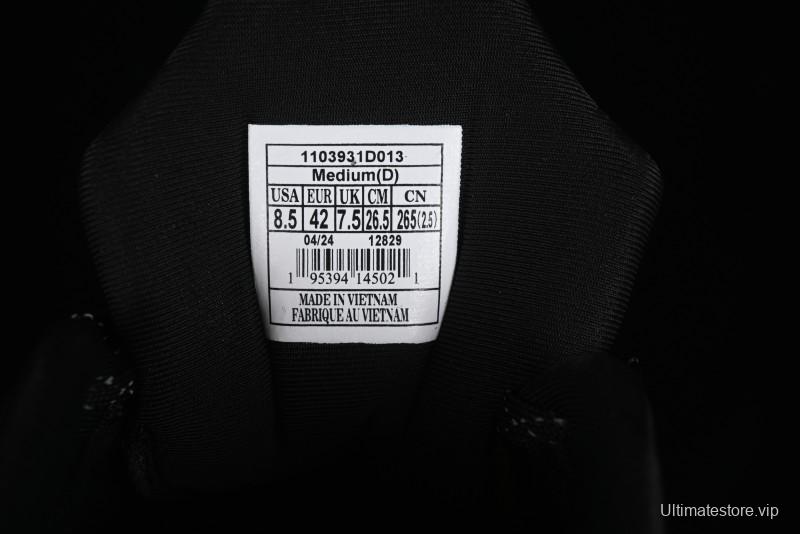 1103931D013
Medium(D)
USA EUR UK CM CN
8.5 42 7.5 26.5 265(2.5)
04/24 12829
1 95394 14502 1
MADE IN VIETNAM
FABRIQUE AU VIETNAM
Ultimatestore.vip